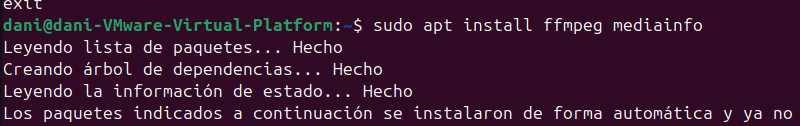 exit
dani@dani-VMware-Virtual-Platform:~$ sudo apt install ffmpeg mediainfo
Leyendo lista de paquetes... Hecho
Creando árbol de dependencias... Hecho
Leyendo la información de estado... Hecho
Los paquetes indicados a continuación se instalaron de forma automática y ya no